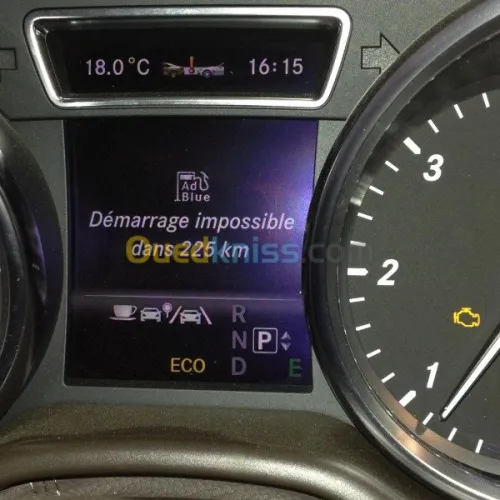 18.0°C 16:15
Ad
Blue
Démarrage impossible
dans 225 km
Ouedkniss.com
R
N P
ECO D E
3
2
1